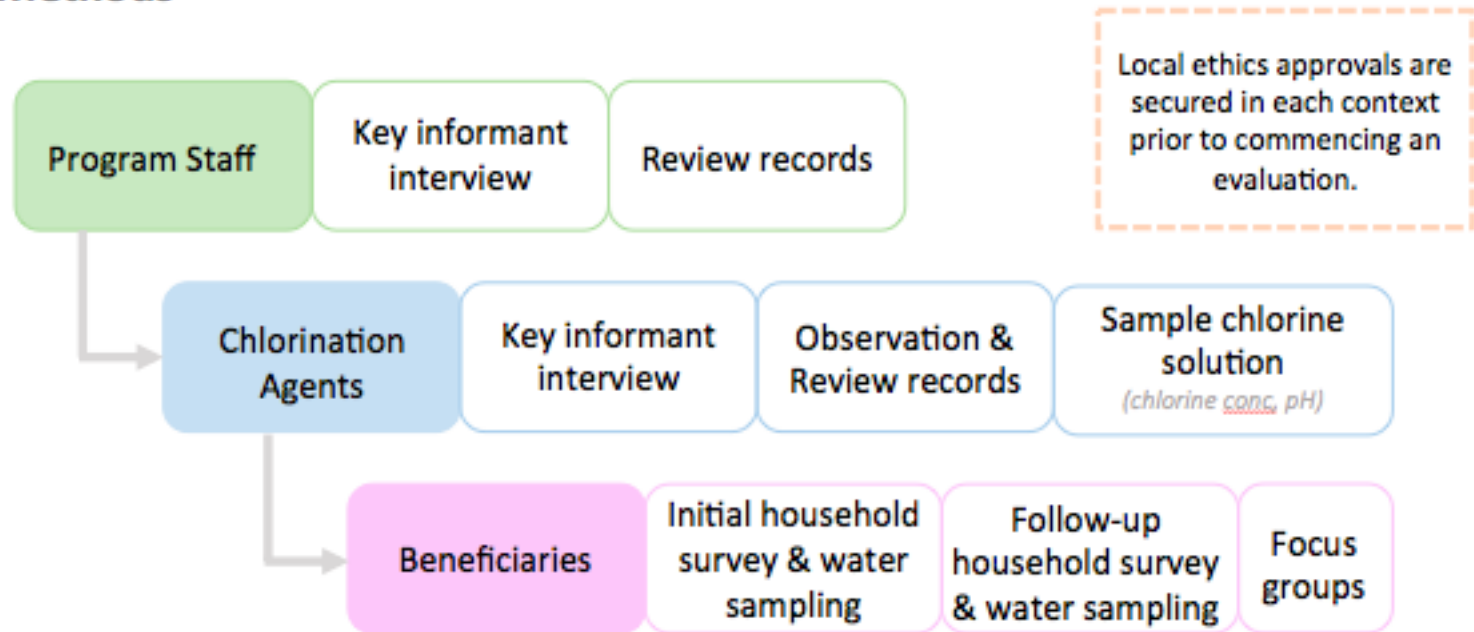 Local ethics approvals are
secured in each context
prior to commencing an
evaluation.
Program Staff
Key informant
interview
Review records
Chlorination
Agents
Key informant
interview
Observation &
Review records
Sample chlorine
solution
(chlorine conc, pH)
Beneficiaries
Initial household
survey & water
sampling
Follow-up
household survey
& water sampling
Focus
groups